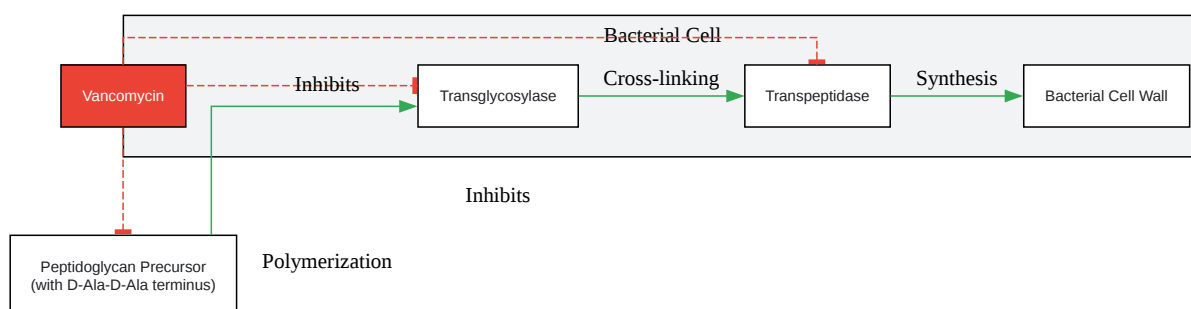 Bacterial Cell
Vancomycin
Inhibits
Transglycosylase
Cross-linking
Transpeptidase
Synthesis
Bacterial Cell Wall
Inhibits
Peptidoglycan Precursor
(with D-Ala-D-Ala terminus)
Polymerization